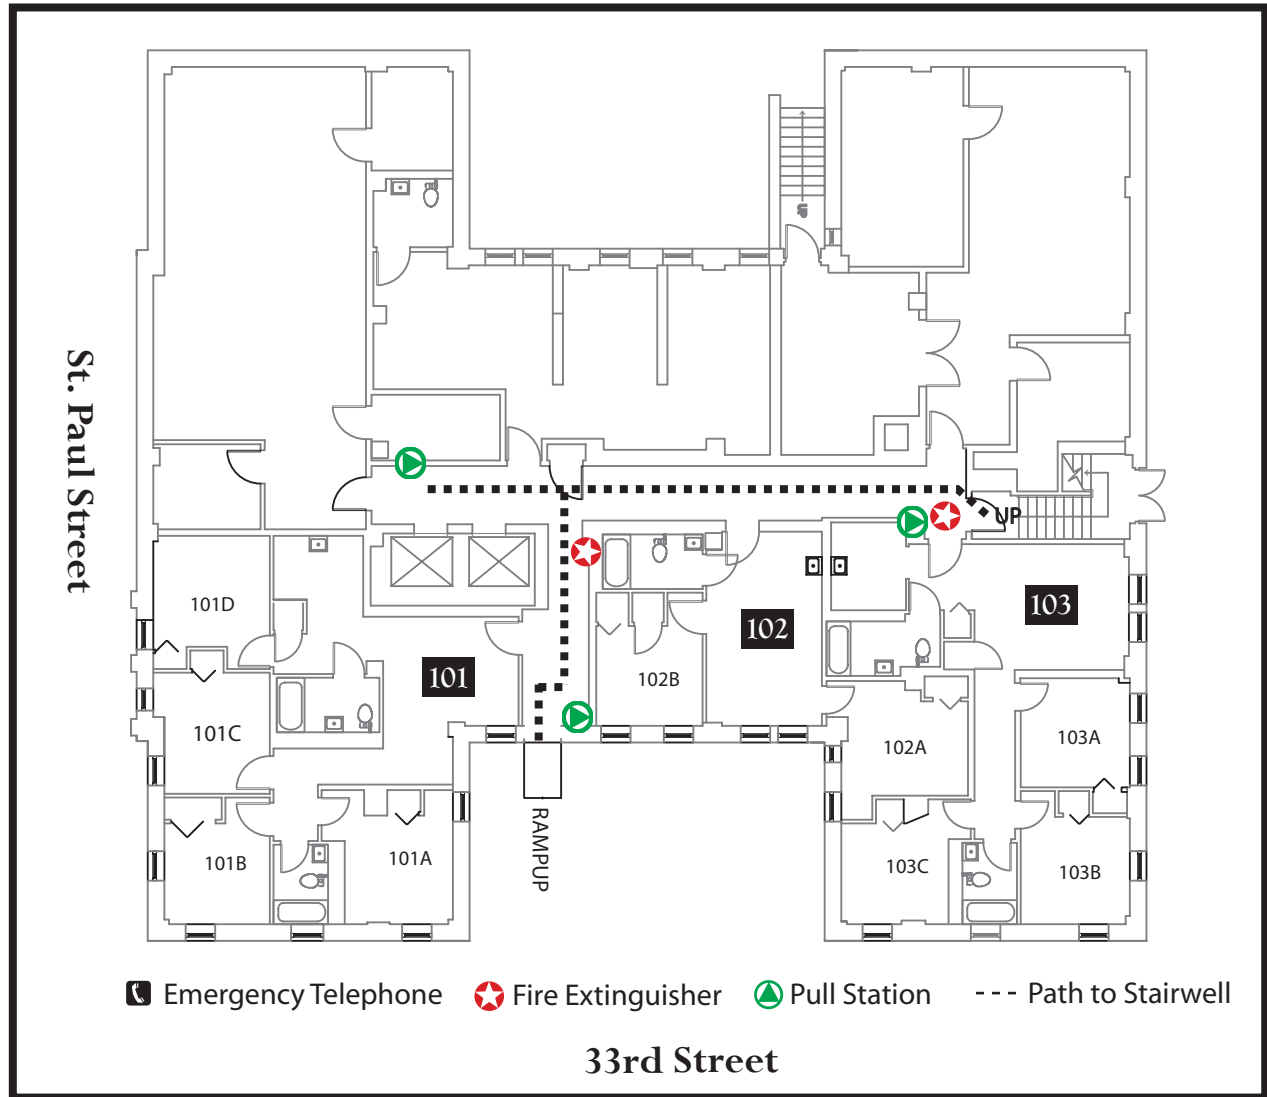 UP
St. Paul Street
UP
101D
103
102
101
102B
101C
102A
103A
RAMPUP
101B
101A
103C
103B
Emergency Telephone
Fire Extinguisher
Pull Station
Path to Stairwell
33rd Street